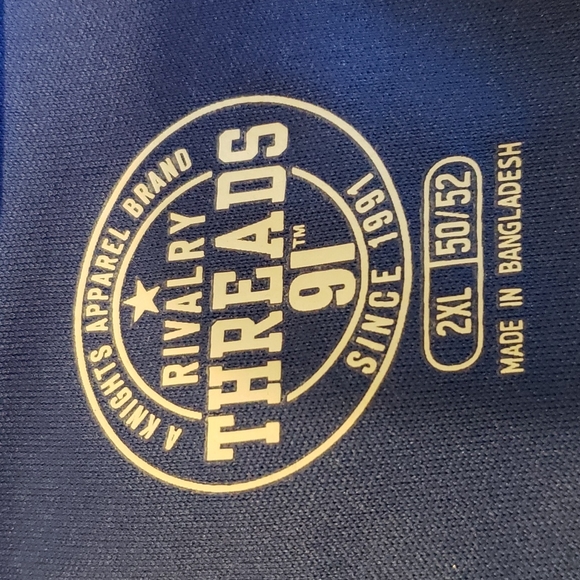 A KNIGHTS APPAREL BRAND
RIVALRY
THREADS
91™
SINCE 1991
2XL | 50/52
MADE IN BANGLADESH